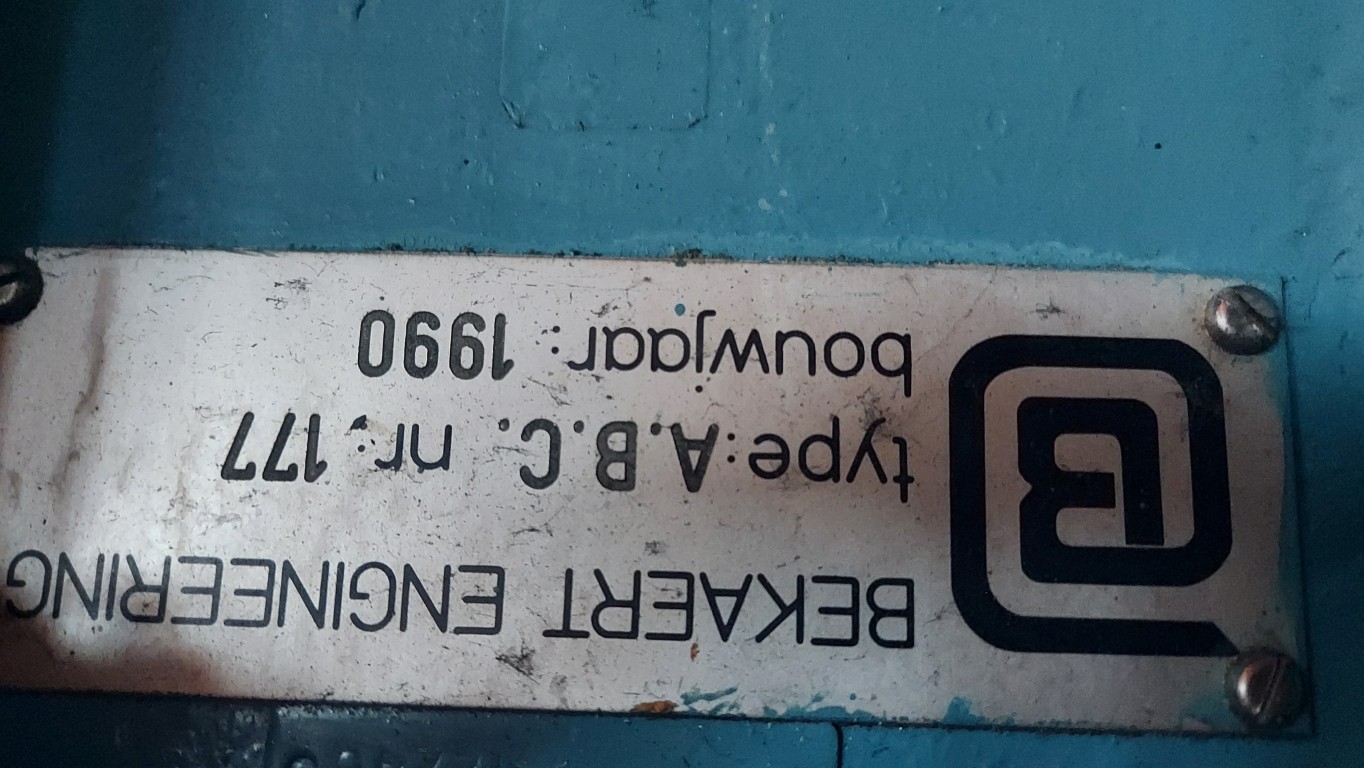 BEKAERT ENGINEERING
type: A.B.C. nr.: 177
bouwjaar: 1990